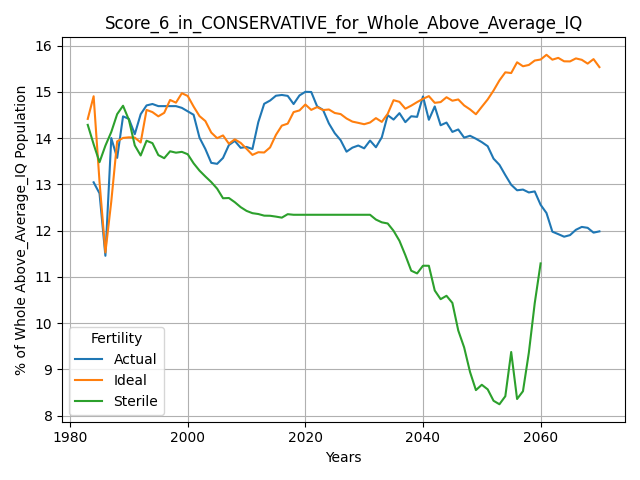 Score_6_in_CONSERVATIVE_for_Whole_Above_Average_IQ
% of Whole Above_Average_IQ Population
16
15
14
13
12
11
10
9
8
Fertility
Actual
Ideal
Sterile
1980
2000
2020
2040
2060
Years